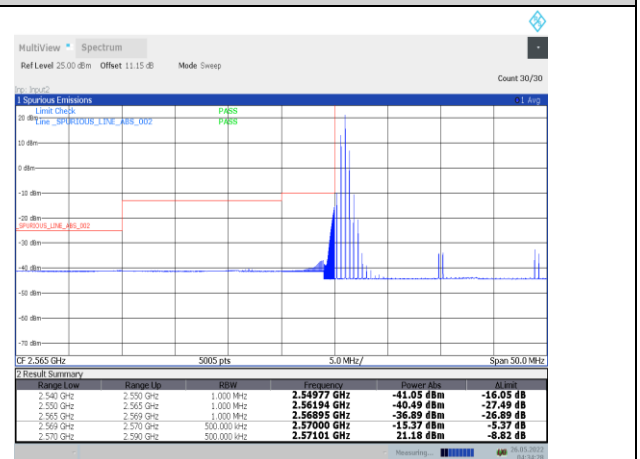 MultiView Spectrum
Ref Level 25.00 dBm Offset 11.15 dB Mode Sweep
Count 30/30
Inp: Input2
1 Spurious Emissions 1 Avg
Limit Check PASS
20 dBm
Line _SPURIOUS_LINE_ABS_002 PASS
10 dBm
0 dBm
-10 dBm
-20 dBm
_SPURIOUS_LINE_ABS_002
-30 dBm
-40 dBm
-50 dBm
-60 dBm
-70 dBm
CF 2.565 GHz 5005 pts 5.0 MHz/ Span 50.0 MHz
2 Result Summary
Range Low Range Up RBW Frequency Power Abs ΔLimit
2.540 GHz 2.550 GHz 1.000 MHz 2.54977 GHz -41.05 dBm -16.05 dB
2.550 GHz 2.565 GHz 1.000 MHz 2.56194 GHz -40.49 dBm -27.49 dB
2.565 GHz 2.569 GHz 1.000 MHz 2.56895 GHz -36.89 dBm -26.89 dB
2.569 GHz 2.570 GHz 500.000 kHz 2.57000 GHz -15.37 dBm -5.37 dB
2.570 GHz 2.590 GHz 500.000 kHz 2.57101 GHz 21.18 dBm -8.82 dB
Measuring... 26.05.2022
04:34:28